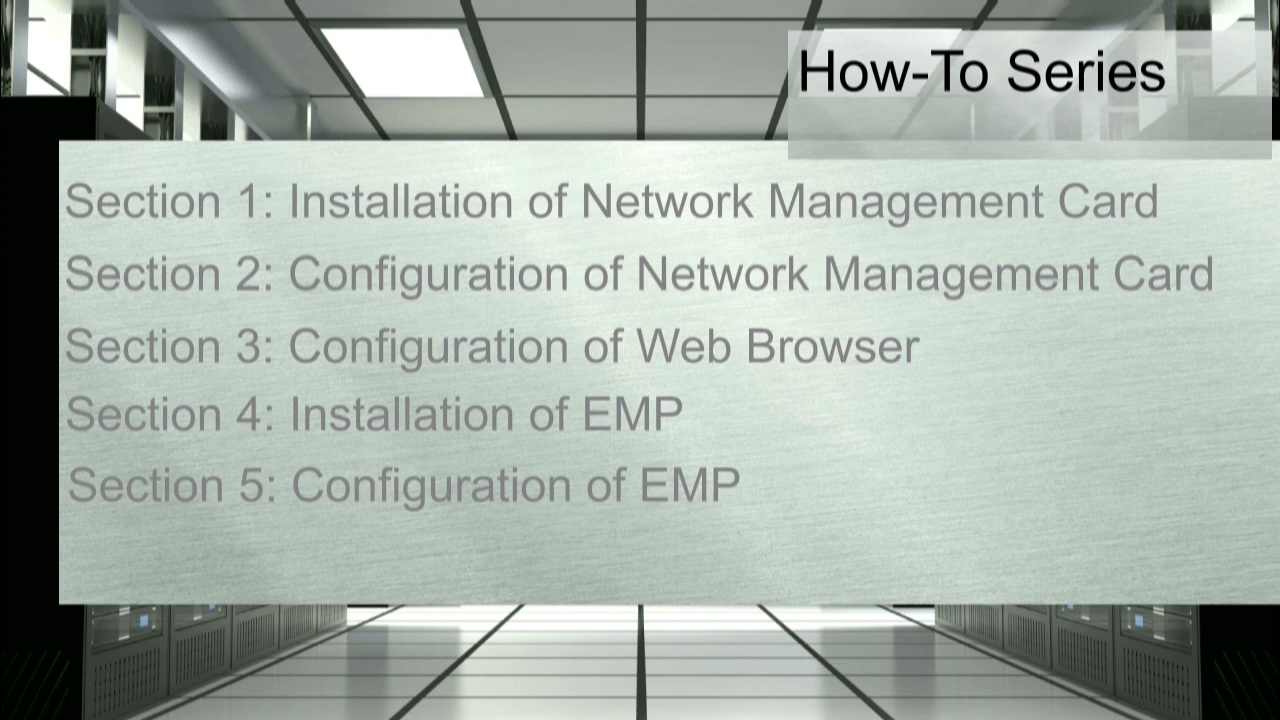 How-To Series
Section 1: Installation of Network Management Card
Section 2: Configuration of Network Management Card
Section 3: Configuration of Web Browser
Section 4: Installation of EMP
Section 5: Configuration of EMP